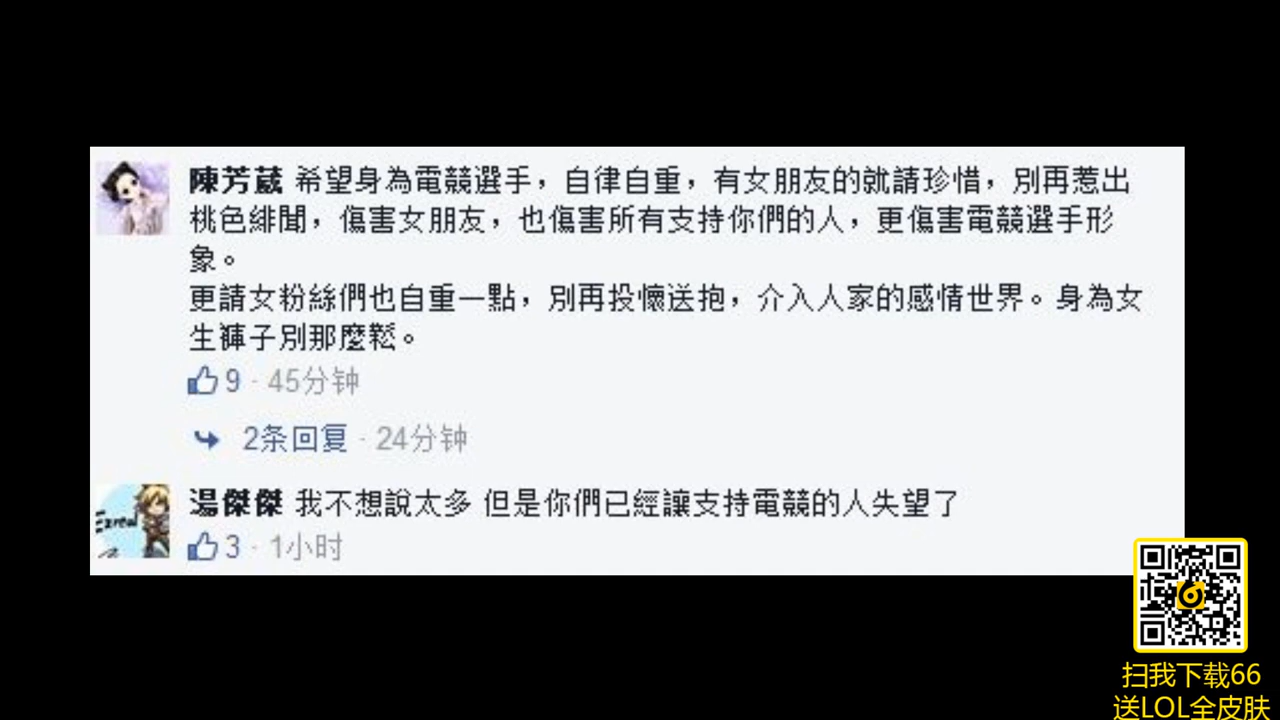 陳芳葳 希望身為電競選手，自律自重，有女朋友的就請珍惜，別再惹出
桃色緋聞，傷害女朋友，也傷害所有支持你們的人，更傷害電競選手形
象。
更請女粉絲們也自重一點，別再投懷送抱，介入人家的感情世界。身為女
生褲子別那麼鬆。
9 · 45分钟
2条回复 · 24分钟
湯傑傑 我不想說太多 但是你們已經讓支持電競的人失望了
Ezreal
3 · 1小时
扫我下载66
送LOL全皮肤